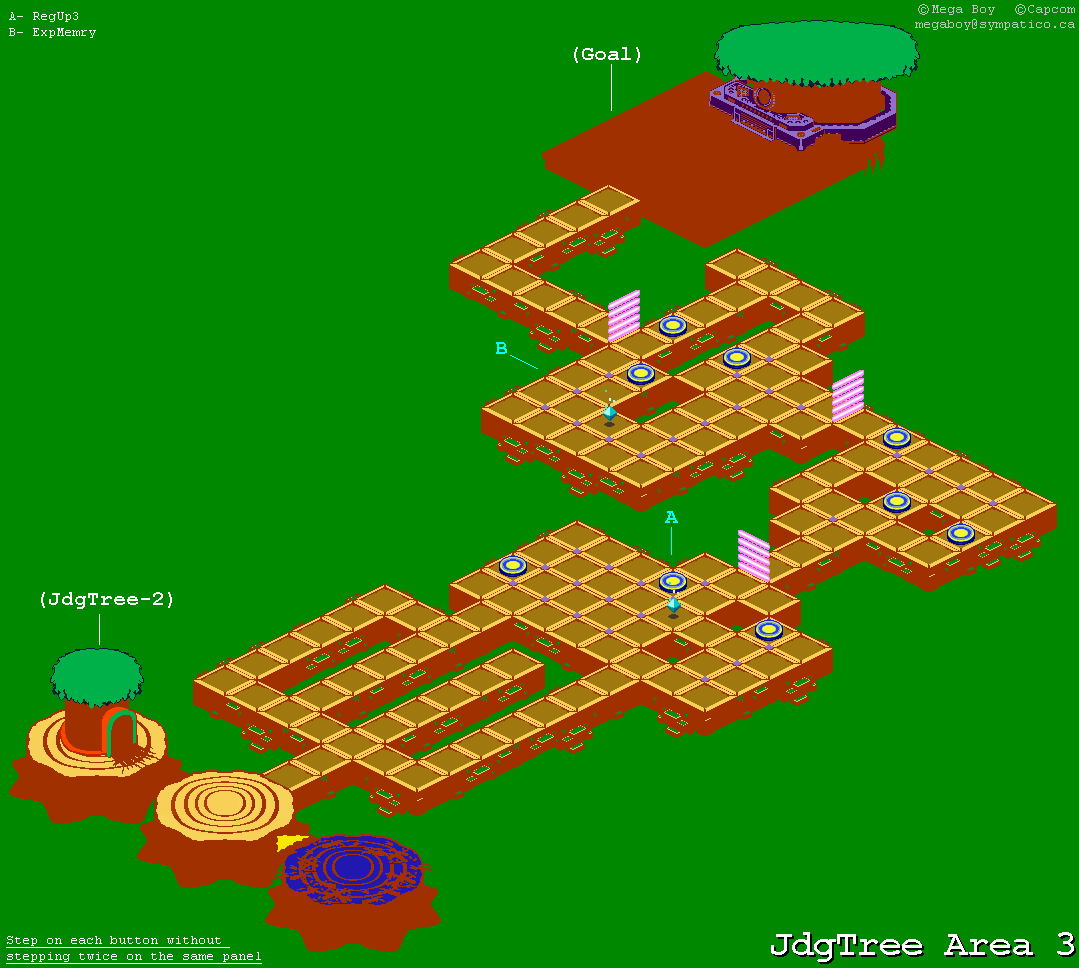 A- RegUp3
B- ExpMemry
©Mega Boy ©Capcom
megaboy@sympatico.ca
(Goal)
B
A
(JdgTree-2)
Step on each button without
stepping twice on the same panel
JdgTree Area 3